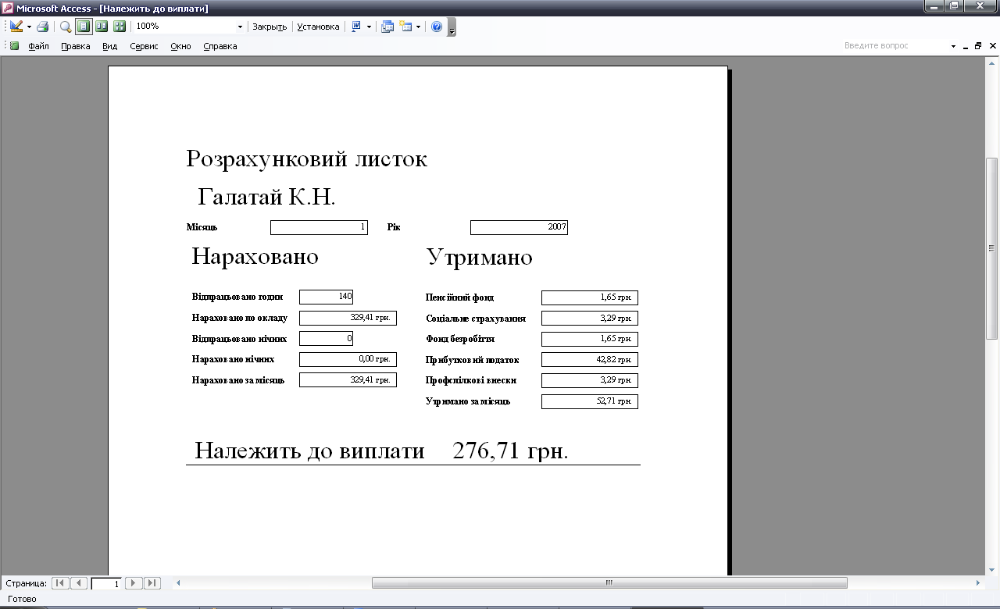 Microsoft Access - [Належить до виплати]
100% Закрыть Установка
Файл Правка Вид Сервис Окно Справка Введите вопрос
Розрахунковий листок
Галатай К.Н.
Місяць 1 Рік 2007
Нараховано Утримано
Відпрацьовано годин 140 Пенсійний фонд 1,65 грн.
Нараховано по окладу 329,41 грн. Соціальне страхування 3,29 грн.
Відпрацьовано нічних 0 Фонд безробіття 1,65 грн.
Нараховано нічних 0,00 грн. Прибутковий податок 42,82 грн.
Нараховано за місяць 329,41 грн. Профспілкові внески 3,29 грн.
Утримано за місяць 52,71 грн.
Належить до виплати 276,71 грн.
Страница: 1
Готово